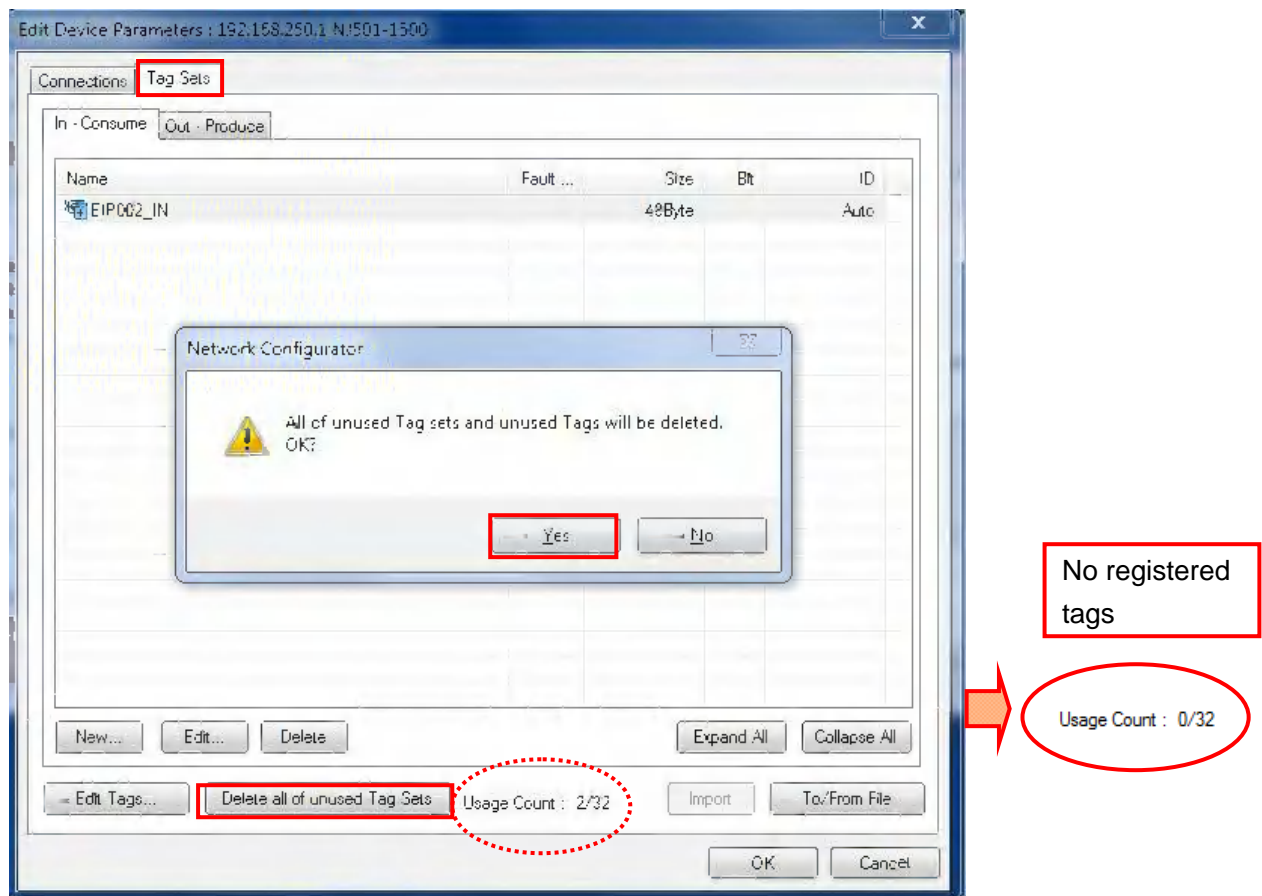 Edit Device Parameters : 192.168.250.1 NJ501-1500
X
Connections Tag Sets
In - Consume Out - Produce
Name Fault ... Size Bit ID
EIP002_IN 48Byte Auto
Network Configurator
All of unused Tag sets and unused Tags will be deleted.
OK?
Yes No
No registered
tags
New... Edit... Delete Expand All Collapse All
Usage Count : 0/32
Edit Tags... Delete all of unused Tag Sets Usage Count : 2/32 Import To/From File
OK Cancel